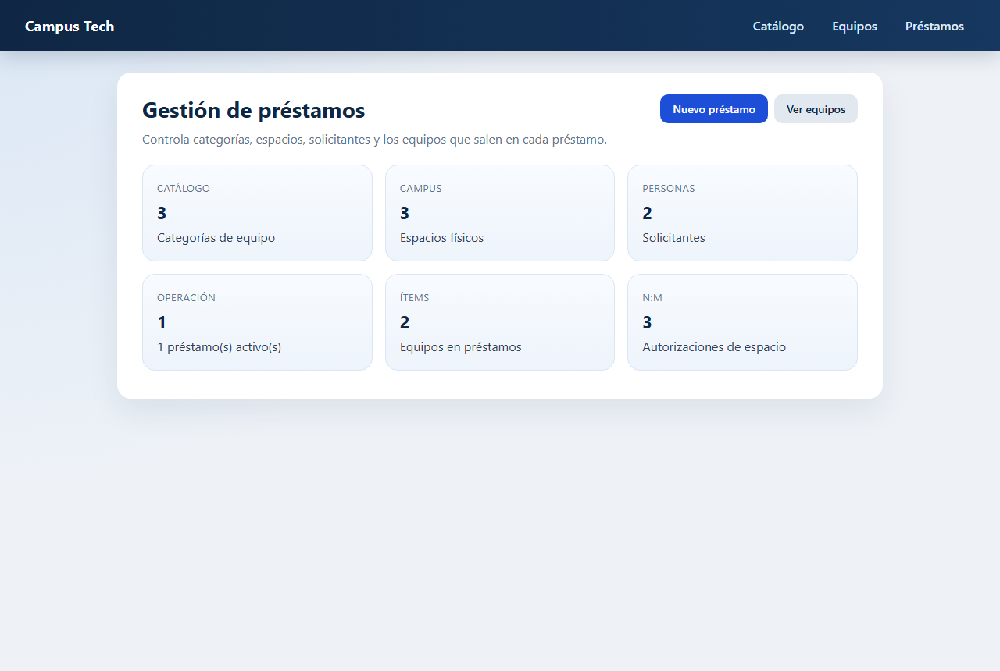 Campus Tech
Catálogo
Equipos
Préstamos
Gestión de préstamos
Nuevo préstamo
Ver equipos
Controla categorías, espacios, solicitantes y los equipos que salen en cada préstamo.
CATÁLOGO
3
Categorías de equipo
CAMPUS
3
Espacios físicos
PERSONAS
2
Solicitantes
OPERACIÓN
1
1 préstamo(s) activo(s)
ÍTEMS
2
Equipos en préstamos
N:M
3
Autorizaciones de espacio